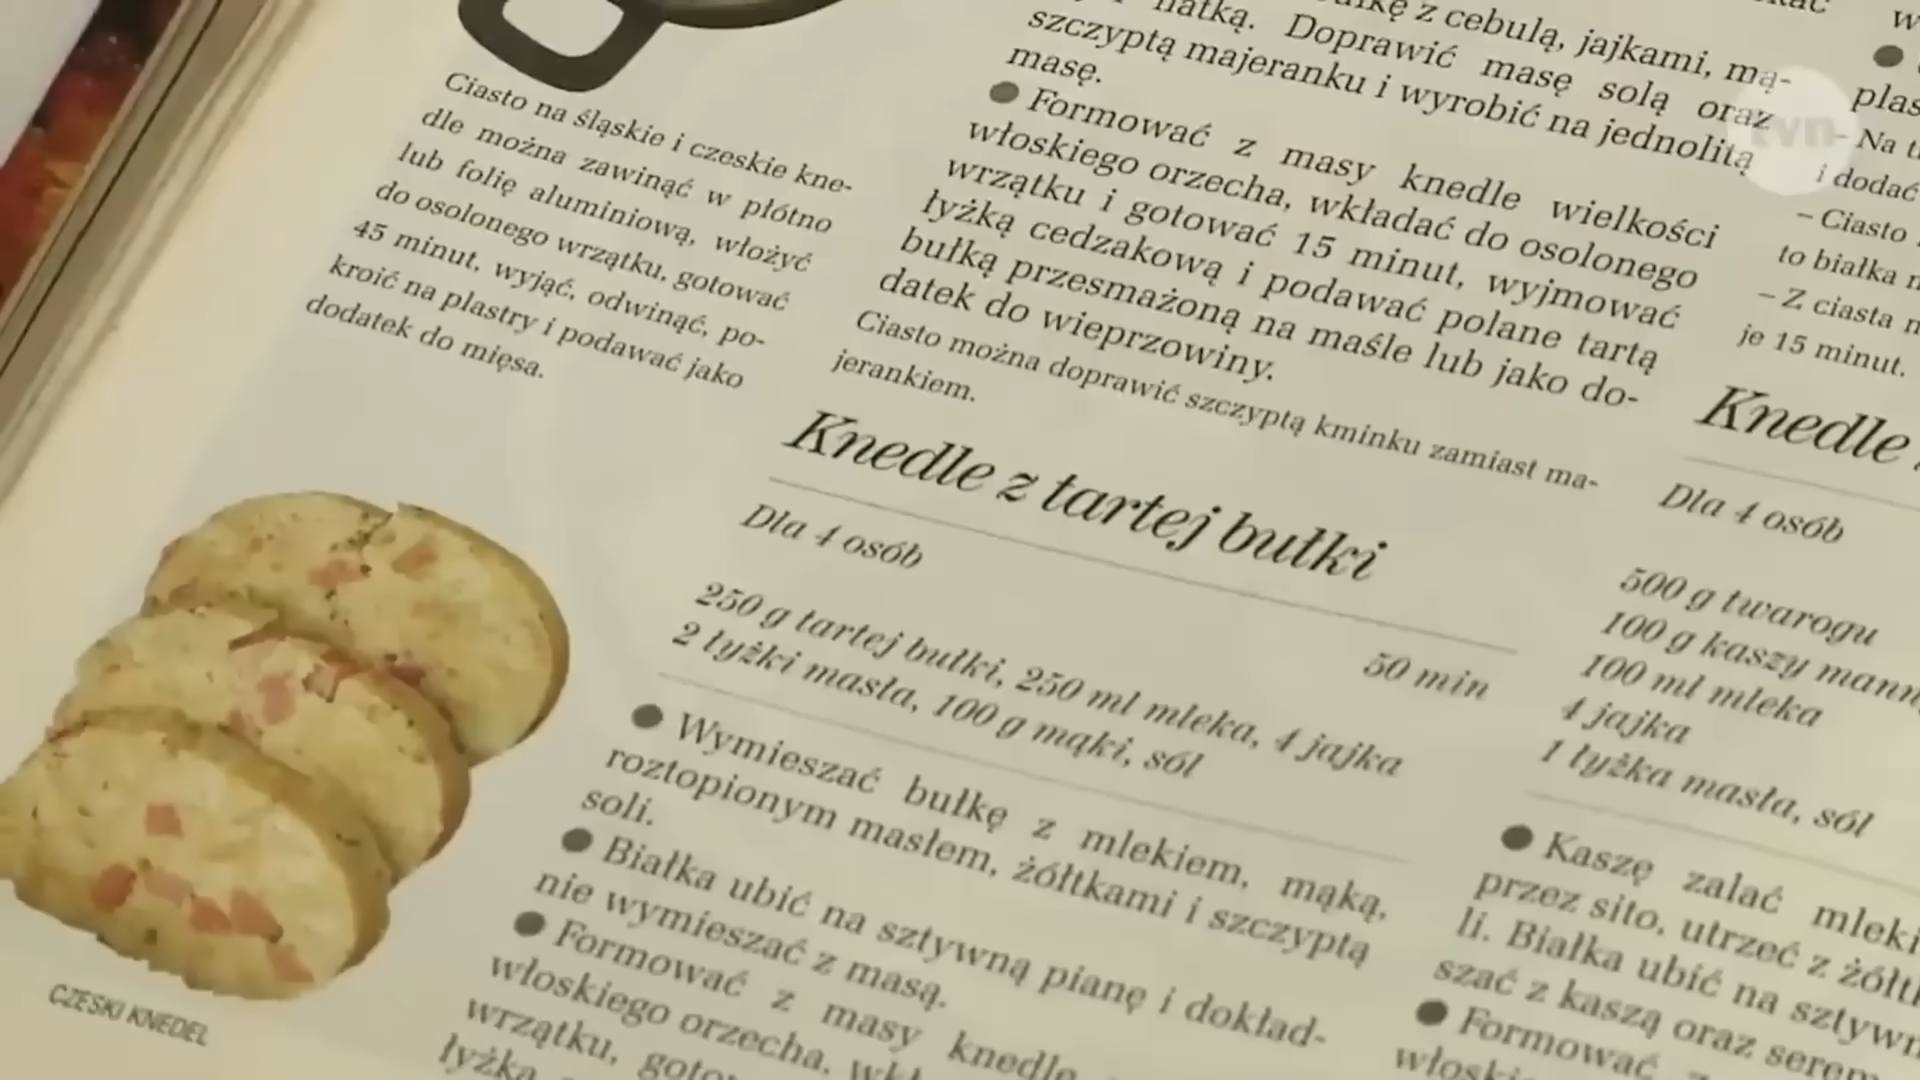 Ciasto na śląskie i czeskie kne-
dle można zawinąć w płótno
lub folię aluminiową, włożyć
do osolonego wrzątku, gotować
45 minut, wyjąć, odwinąć, po-
kroić na plastry i podawać jako
dodatek do mięsa.
CZESKI KNEDEL
z cebulą, jajkami, mą-
natką. Doprawić masę solą oraz
szczyptą majeranku i wyrobić na jednolitą
masę.
● Formować z masy knedle wielkości
włoskiego orzecha, wkładać do osolonego
wrzątku i gotować 15 minut, wyjmować
łyżką cedzakową i podawać polane tartą
bułką przesmażoną na maśle lub jako do-
datek do wieprzowiny.
Ciasto można doprawić szczyptą kminku zamiast ma-
jerankiem.
Knedle z tartej bułki
Dla 4 osób
50 min
250 g tartej bułki, 250 ml mleka, 4 jajka
2 łyżki masła, 100 g mąki, sól
● Wymieszać bułkę z mlekiem, mąką,
roztopionym masłem, żółtkami i szczyptą
soli.
● Białka ubić na sztywną pianę i dokład-
nie wymieszać z masą.
● Formować z masy knedle
włoskiego orzecha,
wrzątku,
łyżką
– Na
i dodać
– Ciasto
to białka
– Z ciasta
je 15 minut.
Knedle
Dla 4 osób
500 g twarogu
100 g kaszy
100 ml mleka
4 jajka
1 łyżka masła, sól
● Kaszę zalać
przez sito, utrzeć z
li. Białka ubić na
szać z kaszą oraz
● Formować
tvn